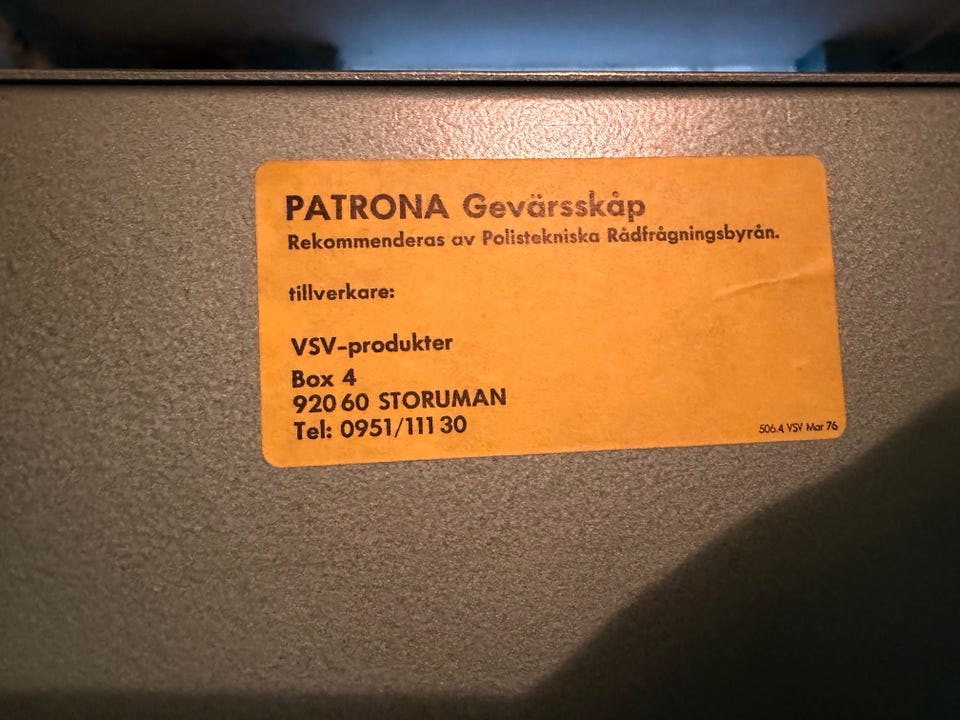 PATRONA Gevärsskåp
Rekommenderas av Polistekniska Rådfrågningsbyrån.
tillverkare:
VSV-produkter
Box 4
920 60 STORUMAN
Tel: 0951/111 30
506.4 VSV Mar 76